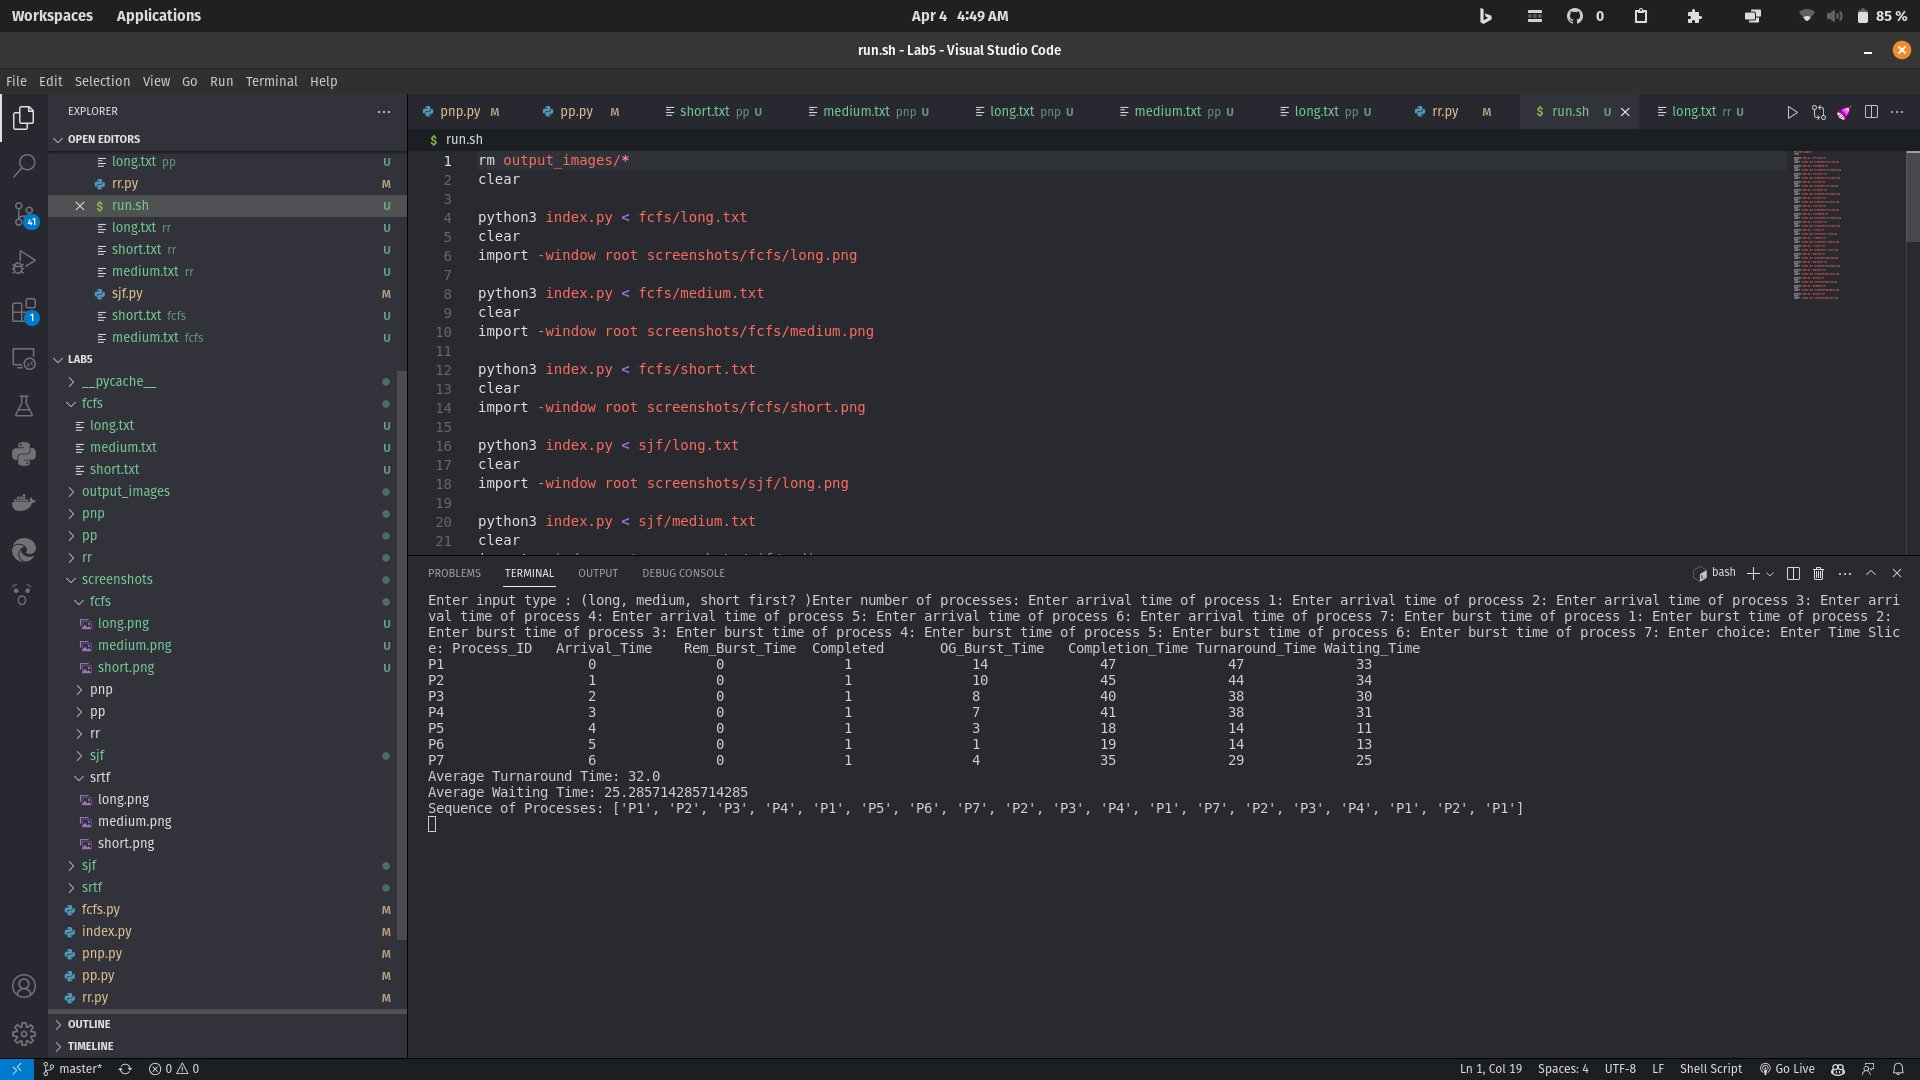 Workspaces Applications Apr 4 4:49 AM 0 85 %
run.sh - Lab5 - Visual Studio Code
File Edit Selection View Go Run Terminal Help
EXPLORER
OPEN EDITORS
long.txt pp U
rr.py M
run.sh U
long.txt rr U
short.txt rr U
medium.txt rr U
sjf.py M
short.txt fcfs U
medium.txt fcfs U
LAB5
__pycache__
fcfs
long.txt U
medium.txt U
short.txt U
output_images
pnp
pp
rr
screenshots
fcfs
long.png U
medium.png U
short.png U
pnp
pp
rr
sjf
srtf
long.png
medium.png
short.png
sjf
srtf
fcfs.py M
index.py M
pnp.py M
pp.py M
rr.py M
OUTLINE
TIMELINE
41
1
pnp.py M pp.py M short.txt pp U medium.txt pnp U long.txt pnp U medium.txt pp U long.txt pp U rr.py M run.sh U long.txt rr U
$ run.sh
1 rm output_images/*
2 clear
3
4 python3 index.py < fcfs/long.txt
5 clear
6 import -window root screenshots/fcfs/long.png
7
8 python3 index.py < fcfs/medium.txt
9 clear
10 import -window root screenshots/fcfs/medium.png
11
12 python3 index.py < fcfs/short.txt
13 clear
14 import -window root screenshots/fcfs/short.png
15
16 python3 index.py < sjf/long.txt
17 clear
18 import -window root screenshots/sjf/long.png
19
20 python3 index.py < sjf/medium.txt
21 clear
PROBLEMS TERMINAL OUTPUT DEBUG CONSOLE bash
Enter input type : (long, medium, short first? )Enter number of processes: Enter arrival time of process 1: Enter arrival time of process 2: Enter arrival time of process 3: Enter arri
val time of process 4: Enter arrival time of process 5: Enter arrival time of process 6: Enter arrival time of process 7: Enter burst time of process 1: Enter burst time of process 2:
Enter burst time of process 3: Enter burst time of process 4: Enter burst time of process 5: Enter burst time of process 6: Enter burst time of process 7: Enter choice: Enter Time Slic
e: Process_ID Arrival_Time Rem_Burst_Time Completed OG_Burst_Time Completion_Time Turnaround_Time Waiting_Time
P1 0 0 1 14 47 47 33
P2 1 0 1 10 45 44 34
P3 2 0 1 8 40 38 30
P4 3 0 1 7 41 38 31
P5 4 0 1 3 18 14 11
P6 5 0 1 1 19 14 13
P7 6 0 1 4 35 29 25
Average Turnaround Time: 32.0
Average Waiting Time: 25.285714285714285
Sequence of Processes: ['P1', 'P2', 'P3', 'P4', 'P1', 'P5', 'P6', 'P7', 'P2', 'P3', 'P4', 'P1', 'P7', 'P2', 'P3', 'P4', 'P1', 'P2', 'P1']
master* 0 0 Ln 1, Col 19 Spaces: 4 UTF-8 LF Shell Script Go Live